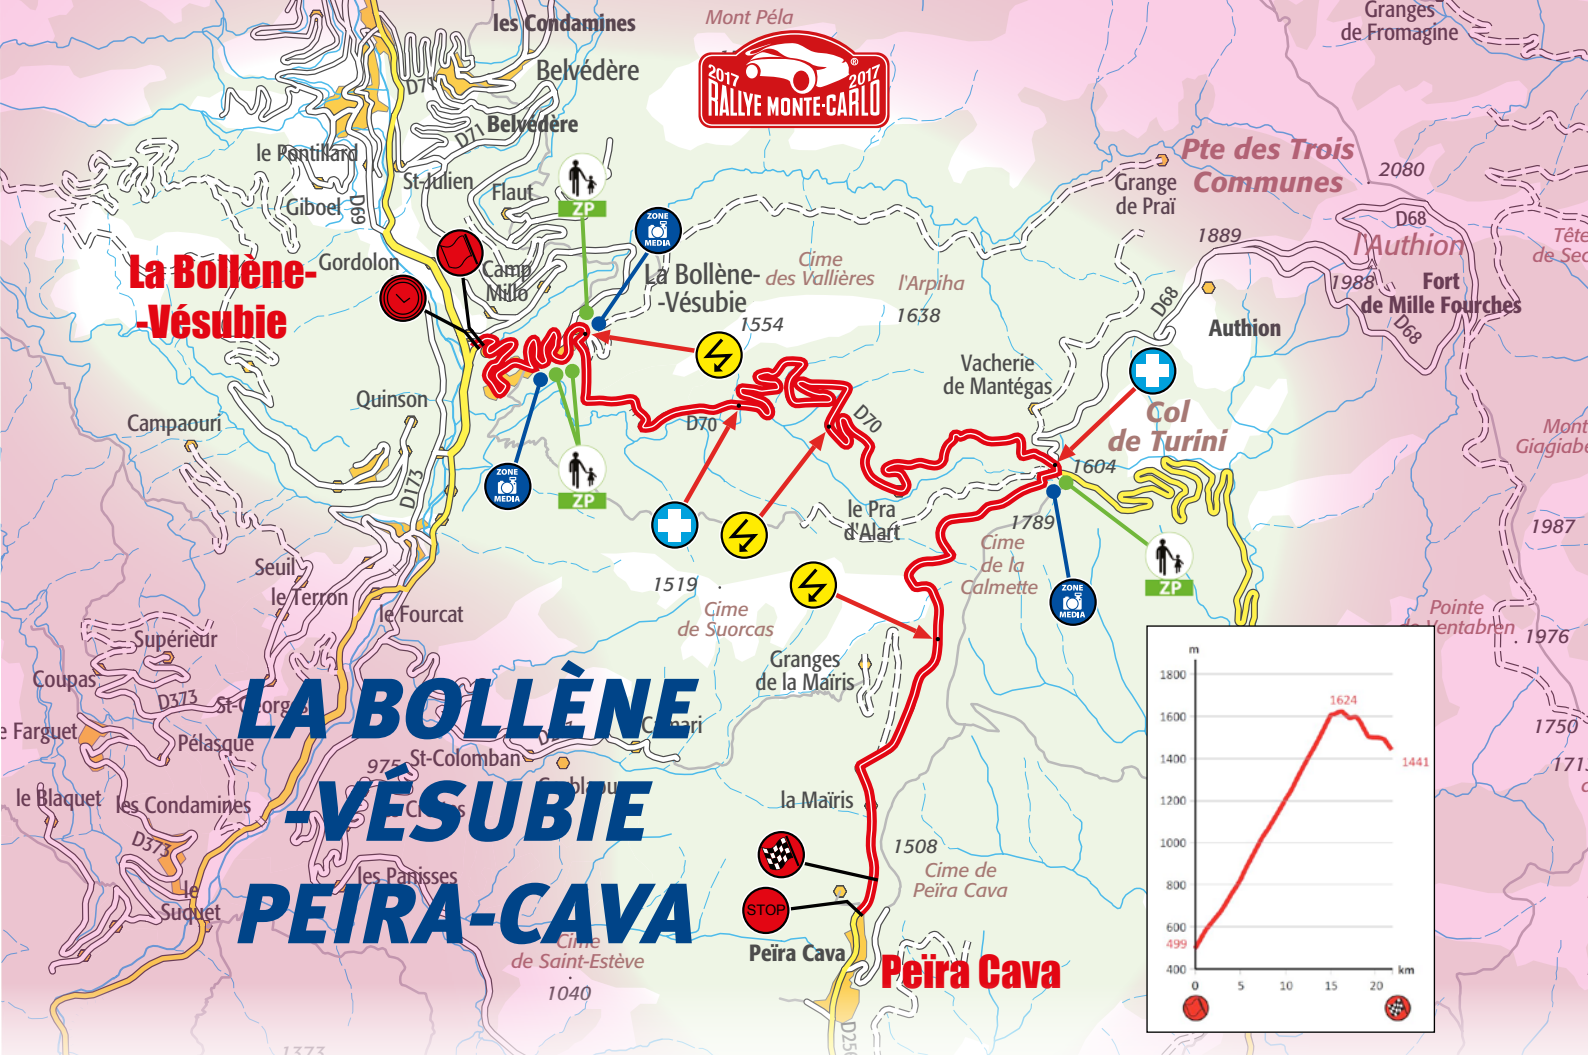 les Condamines
Mont Péla
Granges
de Fromagine
Belvédère
D71
2017
2017
RALLYE MONTE-CARLO
®
Belvédère
D71
le Pontillard
St-Julien
Flaut
ZP
Giboel
D69
ZONE
MEDIA
Pte des Trois
Communes
2080
Grange
de Praï
D68
1889
l'Authion
Tête
de Sec
La Bollène-
-Vésubie
Gordolon
Camp
Millo
La Bollène-
-Vésubie
Cime
des Vallières
l'Arpiha
1638
1554
1988
Fort
de Mille Fourches
D68
D68
Authion
Vacherie
de Mantégas
Quinson
Campaouri
D70
D70
Col
de Turini
Mont
Giagiabe
1604
ZONE
MEDIA
ZP
D173
le Pra
d'Alart
1789
Cime
de la
Calmette
1987
ZP
ZONE
MEDIA
Seuil
le Terron
le Fourcat
1519
Cime
de Suorcas
Pointe
de Ventabren
1976
Supérieur
Granges
de la Maïris
Coupas
D373
St-Georges
LA BOLLÈNE
-VÉSUBIE
PEIRA-CAVA
Pélasque
St-Colomban
975
1750
le Blaquet
les Condamines
la Maïris
D373
les Panisses
le
Suquet
1508
Cime de
Peïra Cava
STOP
Peïra Cava
Peïra Cava
Cime
de Saint-Estève
1040
1373
m
1800
1600
1400
1200
1000
800
600
400
1624
1441
499
km
0
5
10
15
20